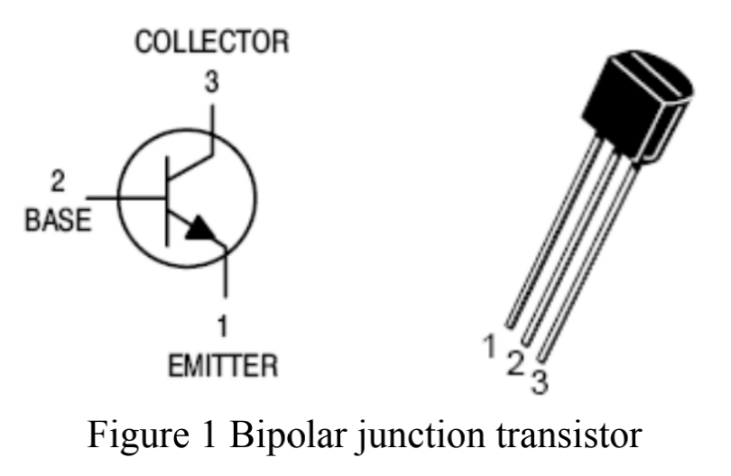 COLLECTOR
3
2
BASE
1
EMITTER
1
2
3
Figure 1 Bipolar junction transistor